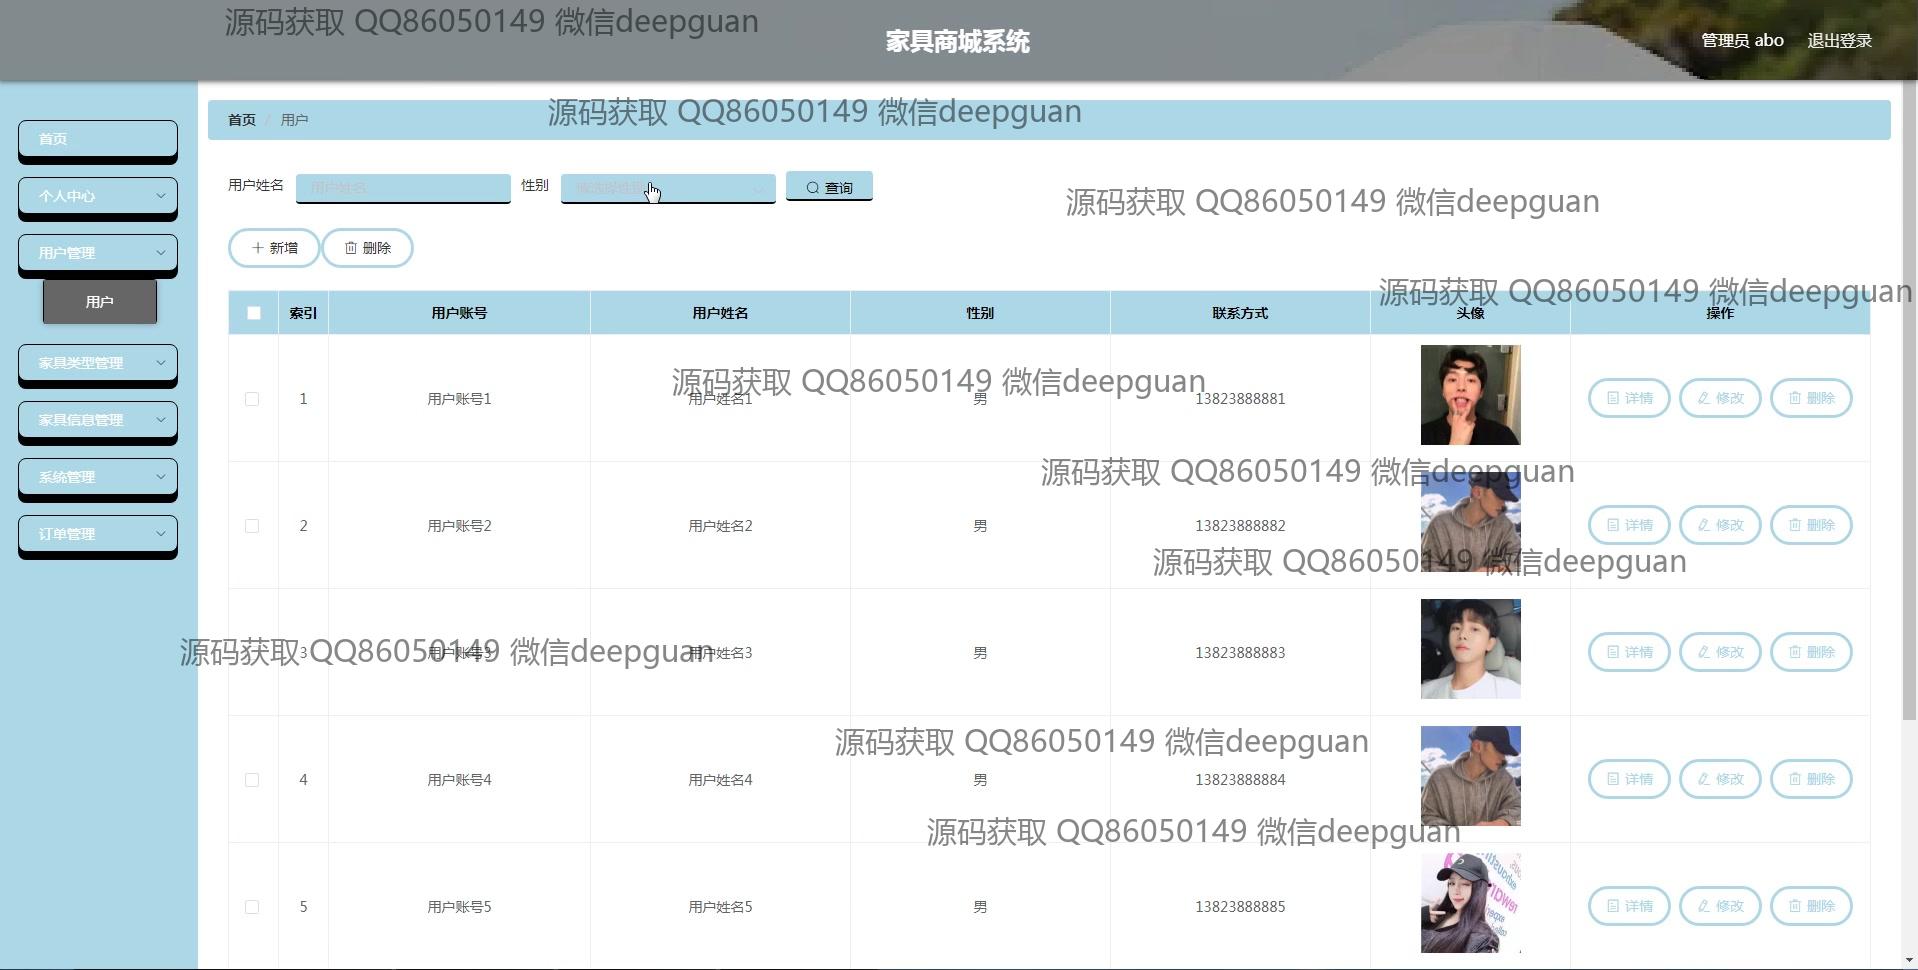 源码获取 QQ86050149 微信deepguan
家具商城系统
管理员 abo 退出登录
源码获取 QQ86050149 微信deepguan
首页 / 用户
首页
个人中心
用户管理
用户
家具类型管理
家具信息管理
系统管理
订单管理
源码获取 QQ86050149 微信deepguan
用户姓名 用户姓名 性别 请选择性别 查询
新增 删除
源码获取 QQ86050149 微信deepguan
索引 用户账号 用户姓名 性别 联系方式 头像 操作
源码获取 QQ86050149 微信deepguan
1 用户账号1 用户姓名1 男 13823888881 详情 修改 删除
源码获取 QQ86050149 微信deepguan
2 用户账号2 用户姓名2 男 13823888882 详情 修改 删除
源码获取 QQ86050149 微信deepguan
源码获取 QQ86050149 微信deepguan
3 用户账号3 用户姓名3 男 13823888883 详情 修改 删除
源码获取 QQ86050149 微信deepguan
4 用户账号4 用户姓名4 男 13823888884 详情 修改 删除
源码获取 QQ86050149 微信deepguan
5 用户账号5 用户姓名5 男 13823888885 详情 修改 删除